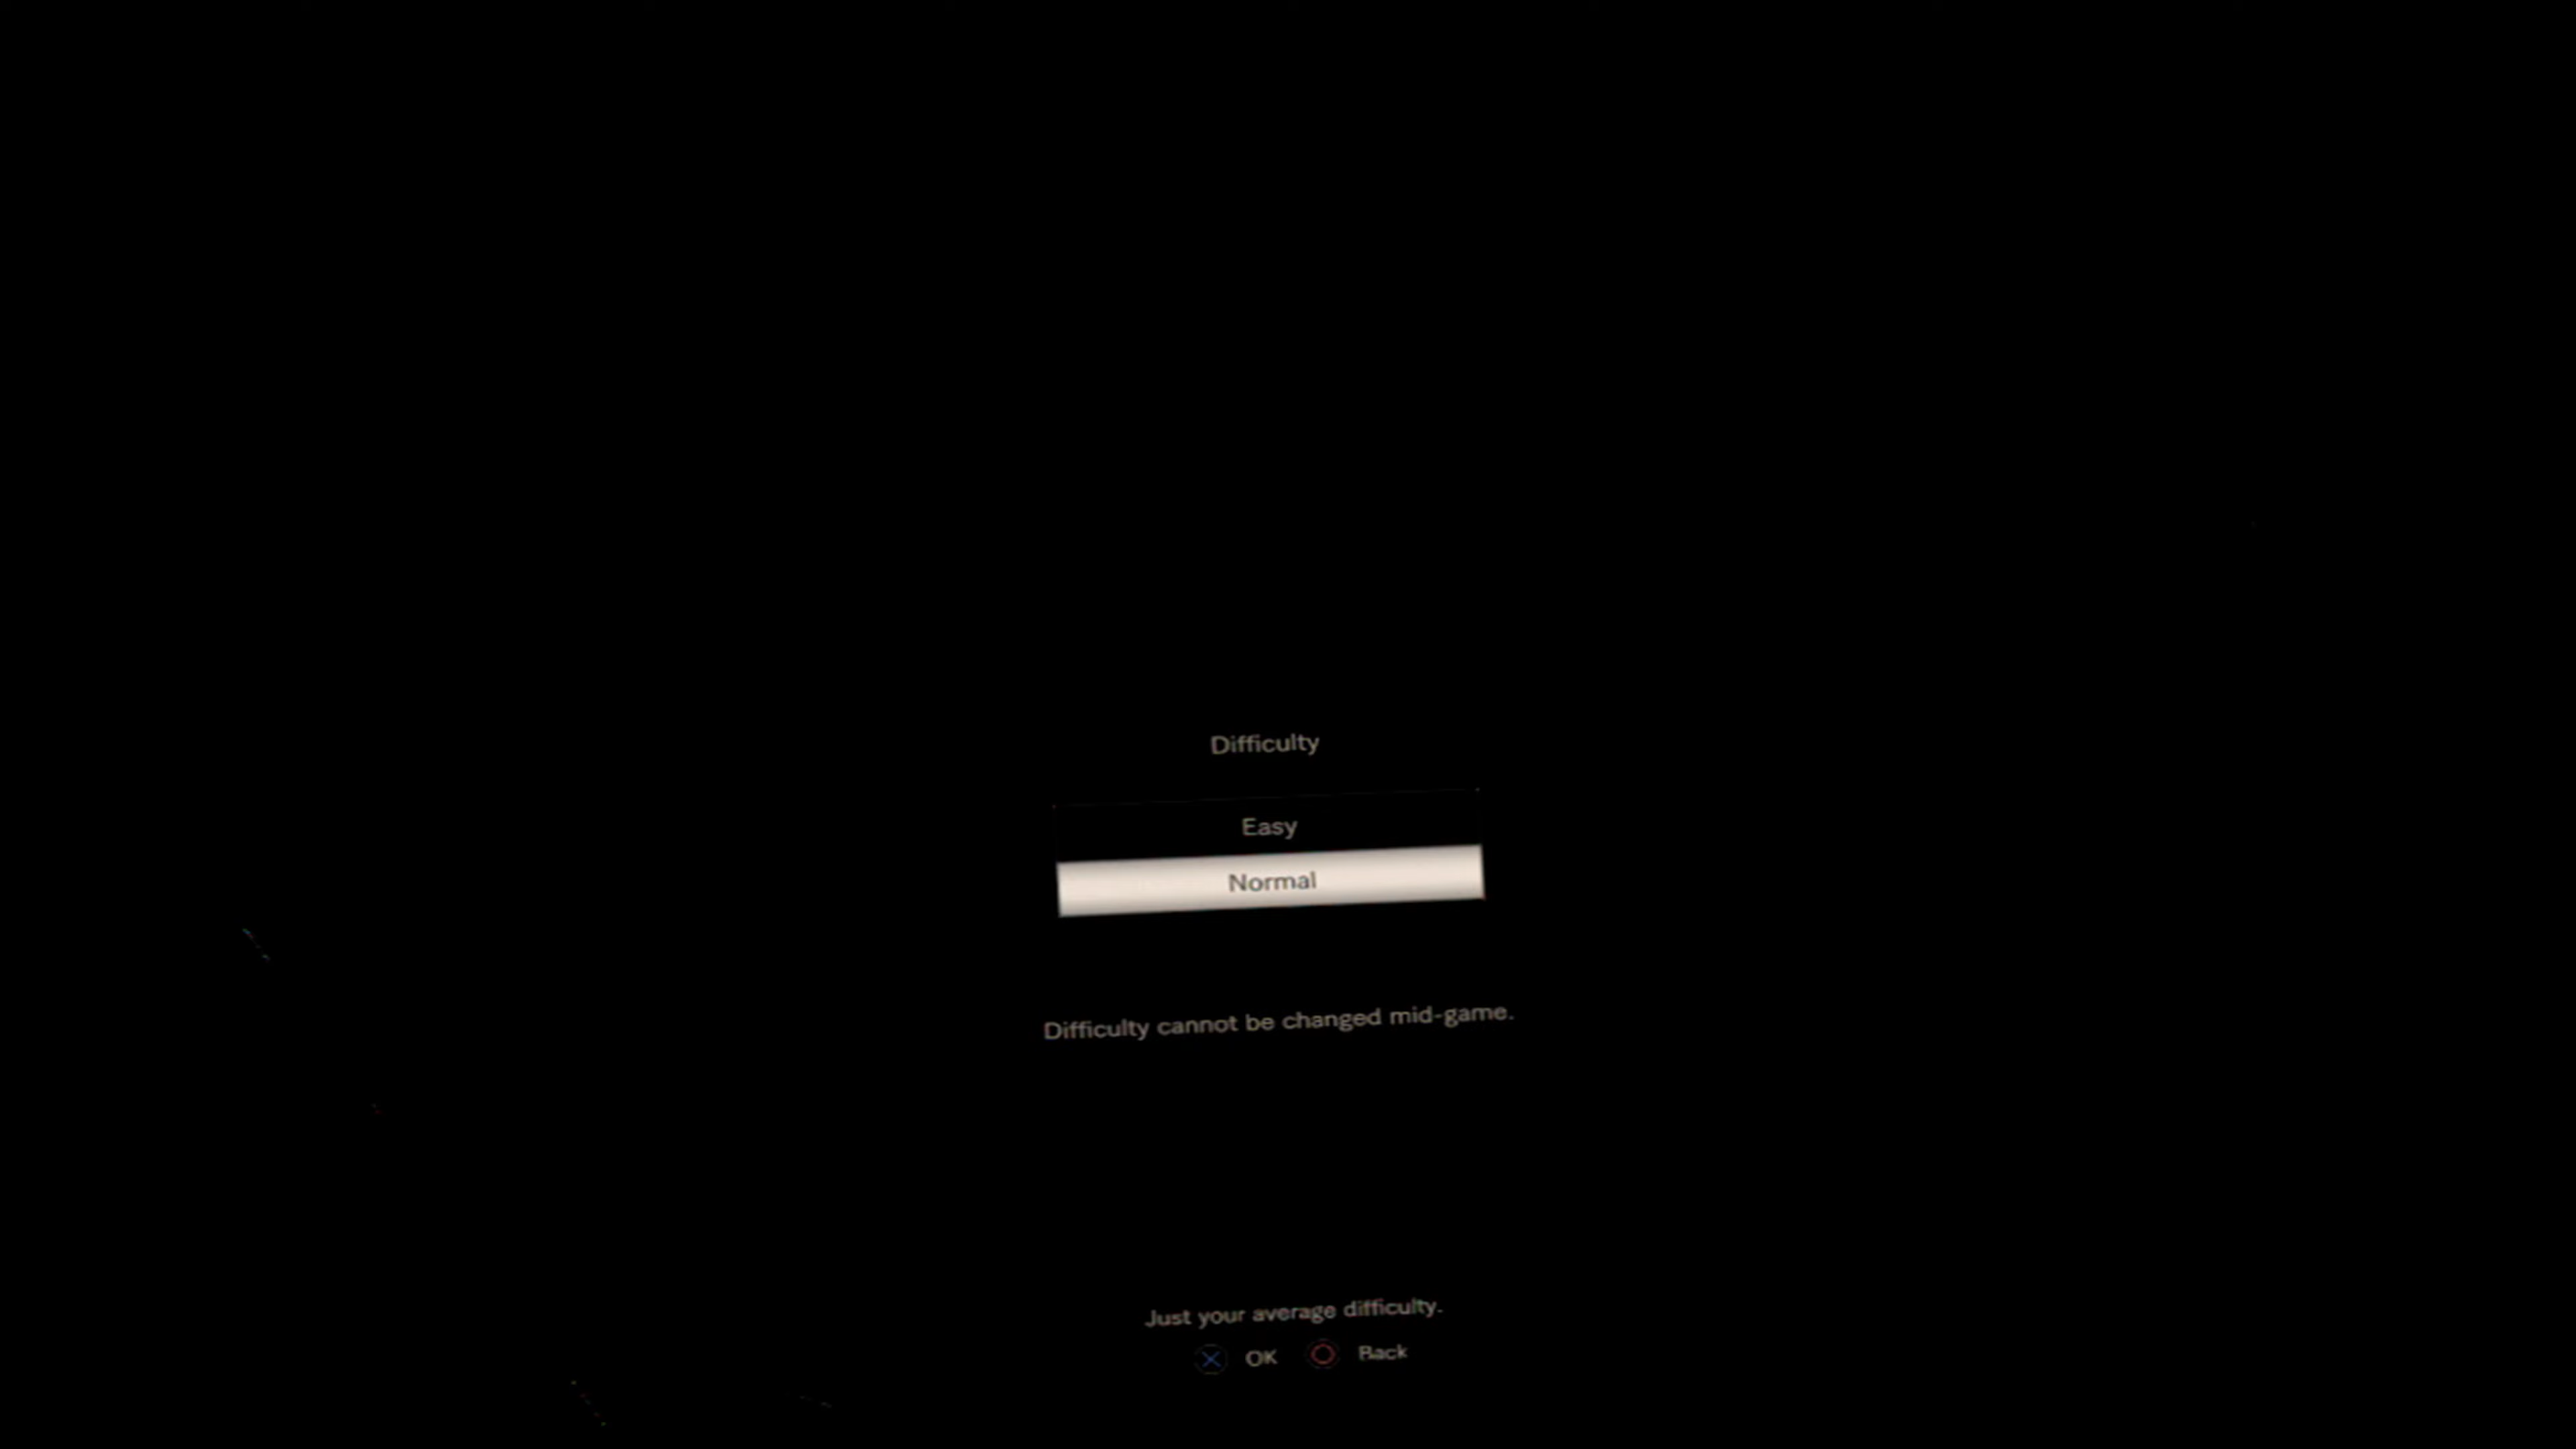 Difficulty
Easy
Normal
Difficulty cannot be changed mid-game.
Just your average difficulty.
OK Back